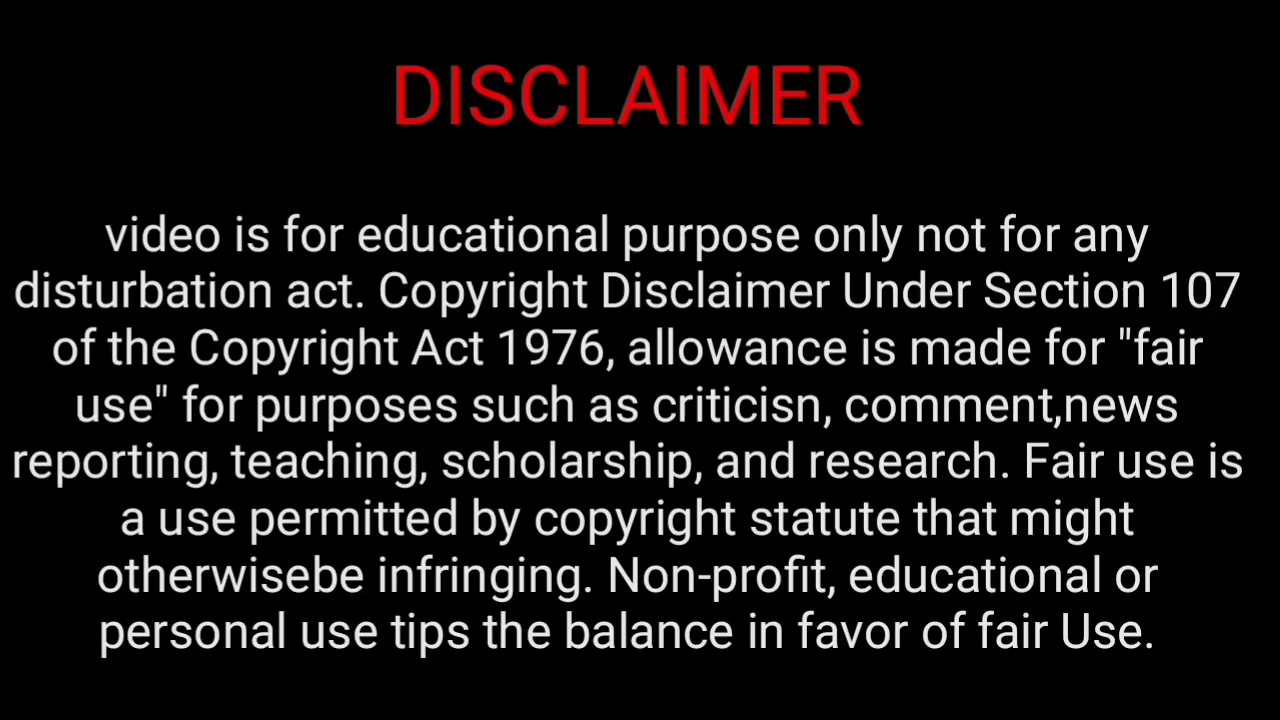 DISCLAIMER
video is for educational purpose only not for any
disturbation act. Copyright Disclaimer Under Section 107
of the Copyright Act 1976, allowance is made for "fair
use" for purposes such as criticisn, comment,news
reporting, teaching, scholarship, and research. Fair use is
a use permitted by copyright statute that might
otherwisebe infringing. Non-profit, educational or
personal use tips the balance in favor of fair Use.